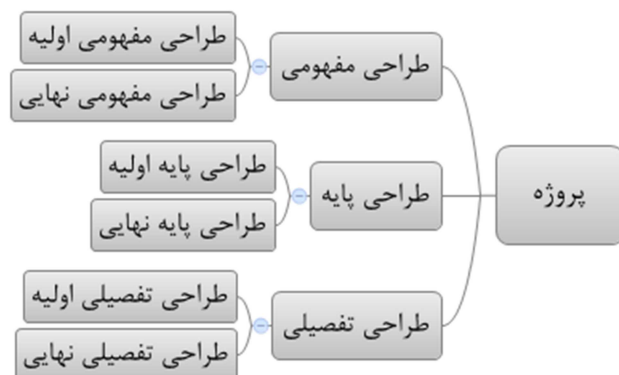 پروژه
طراحی مفهومی
طراحی مفهومی اولیه
طراحی مفهومی نهایی
طراحی پایه
طراحی پایه اولیه
طراحی پایه نهایی
طراحی تفصیلی
طراحی تفصیلی اولیه
طراحی تفصیلی نهایی